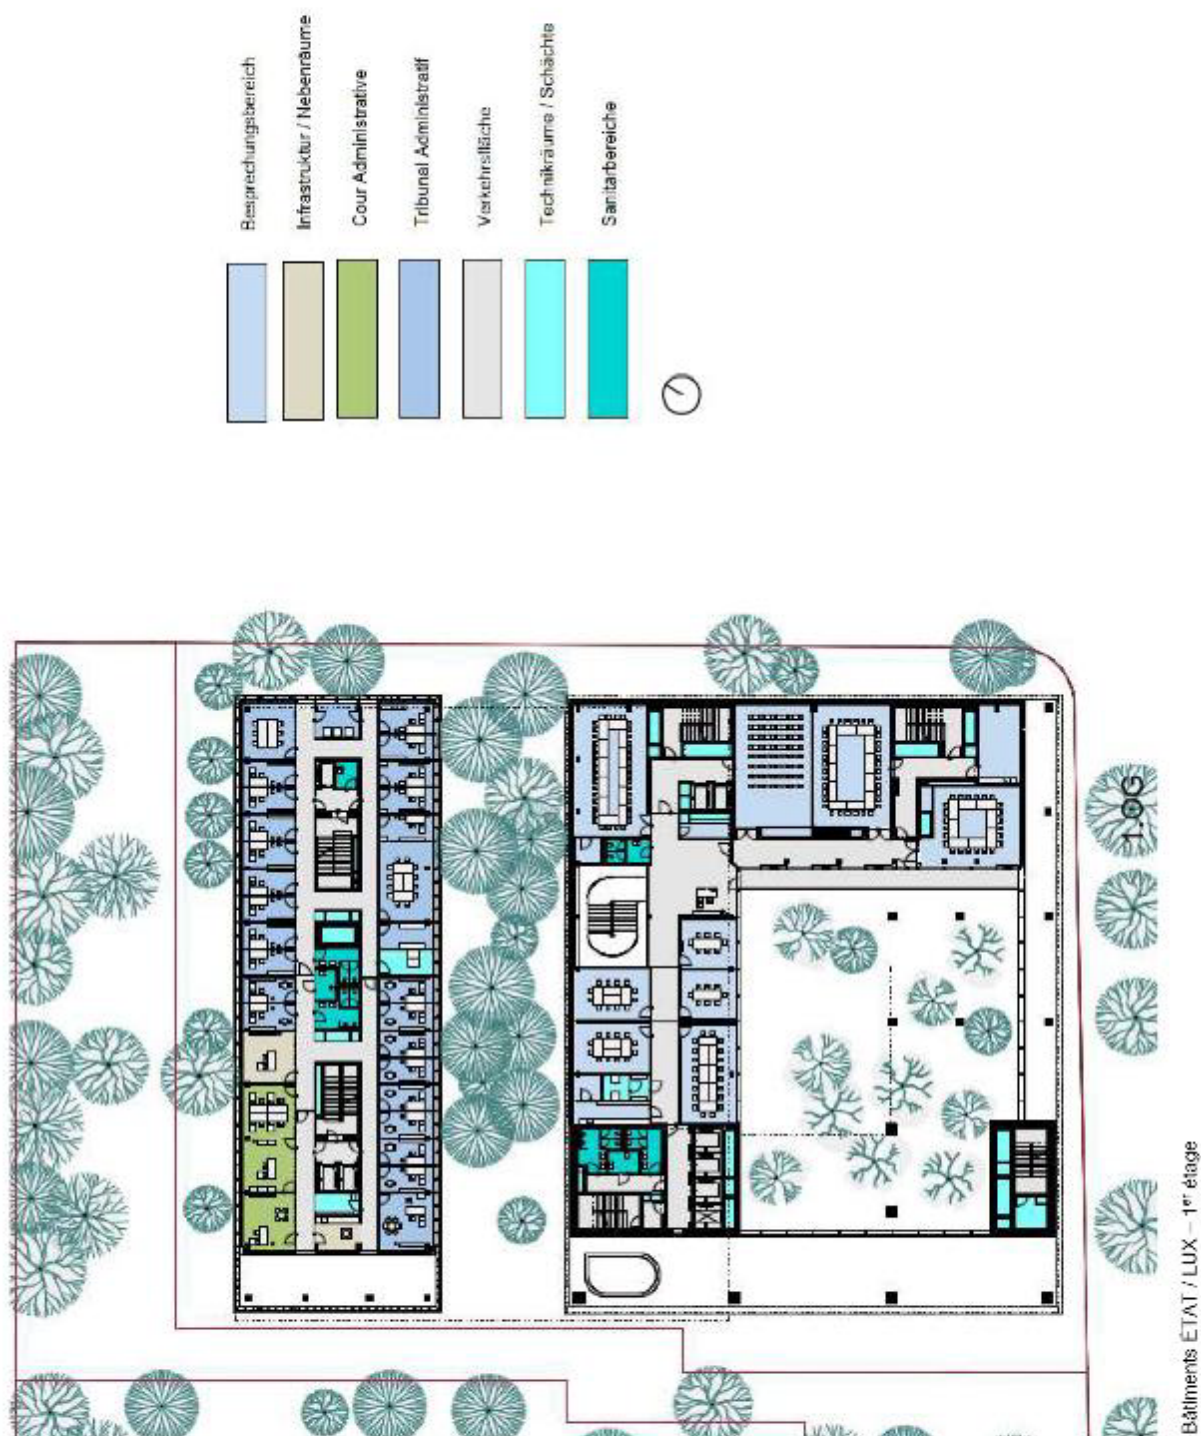 Besprechungsbereich
Infrastruktur / Nebenräume
Cour Administrative
Tribunal Administratif
Verkehrsfläche
Technikräume / Schächte
Sanitärbereiche
1.OG
Bâtiments ÉTAT / LUX – 1er étage